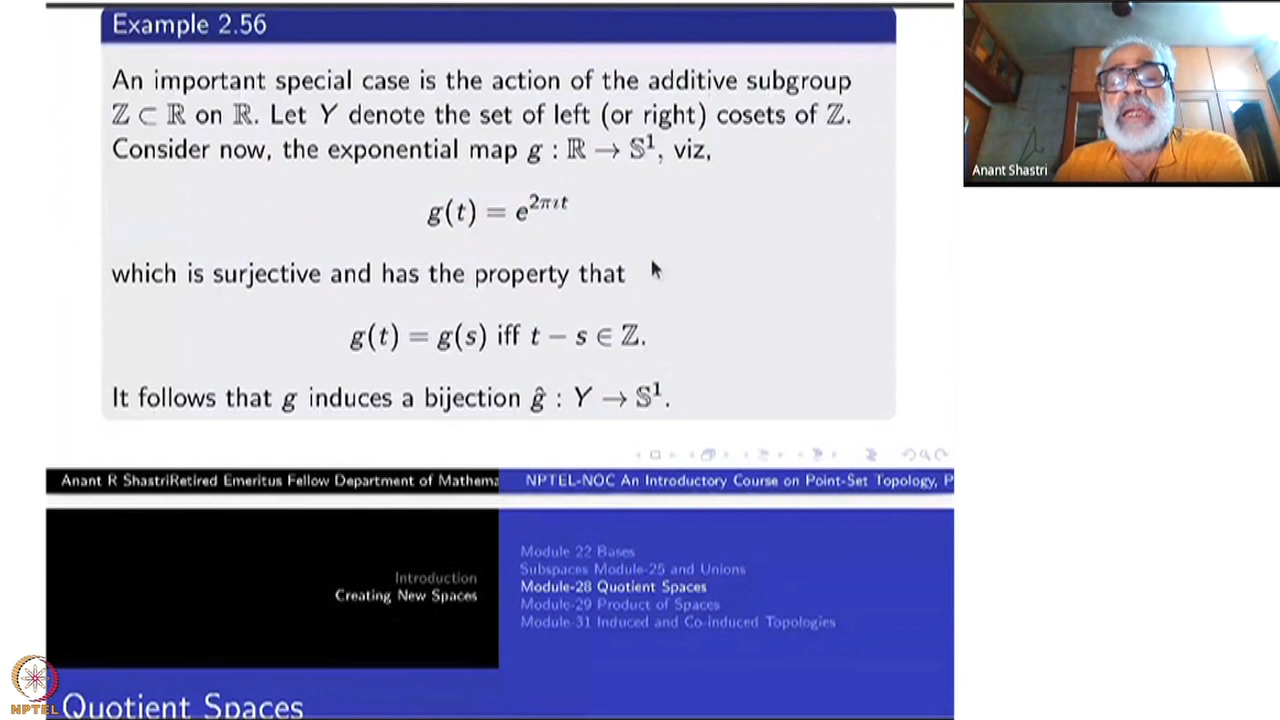 Example 2.56
An important special case is the action of the additive subgroup
ℤ ⊂ ℝ on ℝ. Let Y denote the set of left (or right) cosets of ℤ.
Consider now, the exponential map g : ℝ → 𝕊¹, viz,
g(t) = e^{2πıt}
which is surjective and has the property that
g(t) = g(s) iff t − s ∈ ℤ.
It follows that g induces a bijection ĝ : Y → 𝕊¹.
Anant Shastri
Anant R ShastriRetired Emeritus Fellow Department of Mathema
NPTEL-NOC An Introductory Course on Point-Set Topology, P
Introduction
Creating New Spaces
Module 22 Bases
Subspaces Module-25 and Unions
Module-28 Quotient Spaces
Module-29 Product of Spaces
Module-31 Induced and Co-induced Topologies
NPTEL
Quotient Spaces